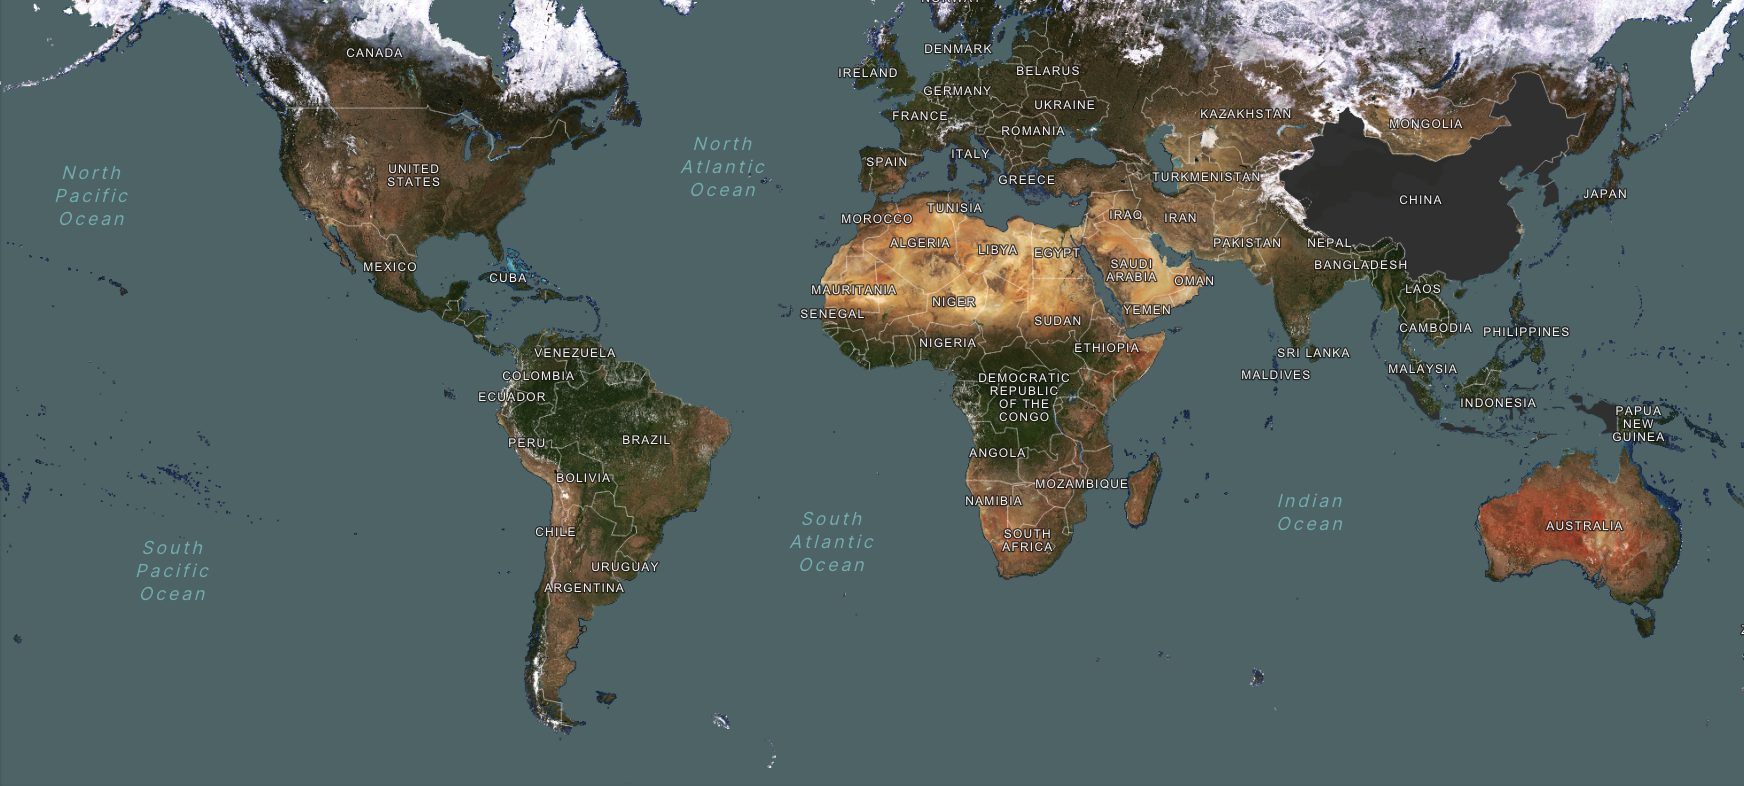 NORWAY
CANADA
DENMARK
IRELAND
BELARUS
GERMANY
UKRAINE
FRANCE
KAZAKHSTAN
MONGOLIA
ROMANIA
North
Atlantic
Ocean
ITALY
SPAIN
UNITED
STATES
North
Pacific
Ocean
GREECE
TURKMENISTAN
JAPAN
CHINA
TUNISIA
MOROCCO
IRAQ
IRAN
ALGERIA
LIBYA
EGYPT
PAKISTAN
NEPAL
MEXICO
CUBA
SAUDI
ARABIA
BANGLADESH
OMAN
MAURITANIA
NIGER
LAOS
SENEGAL
SUDAN
YEMEN
CAMBODIA
PHILIPPINES
NIGERIA
ETHIOPIA
VENEZUELA
SRI LANKA
COLOMBIA
DEMOCRATIC
REPUBLIC
OF THE
CONGO
MALDIVES
MALAYSIA
ECUADOR
INDONESIA
PAPUA
NEW
GUINEA
PERU
BRAZIL
ANGOLA
BOLIVIA
MOZAMBIQUE
NAMIBIA
Indian
Ocean
South
Atlantic
Ocean
CHILE
SOUTH
AFRICA
AUSTRALIA
South
Pacific
Ocean
URUGUAY
ARGENTINA